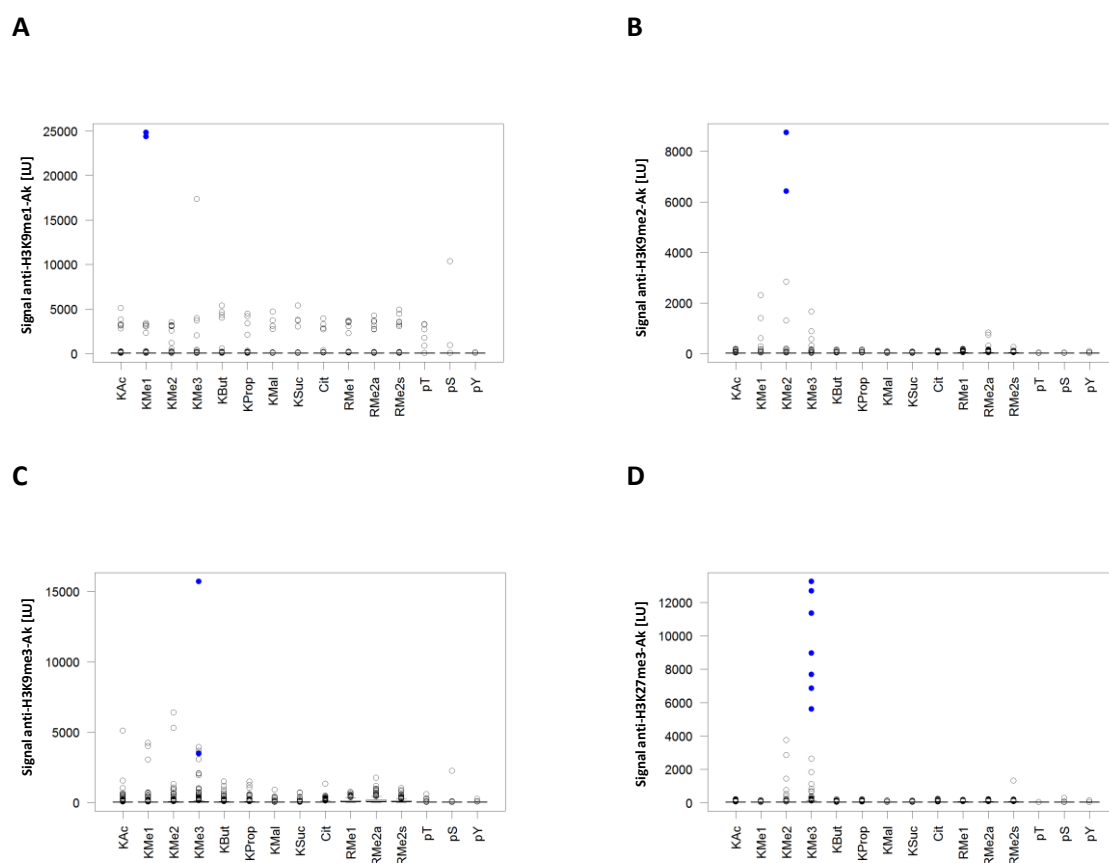 A
B
Signal anti-H3K9me1-Ak [LU]
25000
20000
15000
10000
5000
0
KAc KMe1 KMe2 KMe3 KBut KProp KMal KSuc Cit RMe1 RMe2a RMe2s pT pS pY
Signal anti-H3K9me2-Ak [LU]
8000
6000
4000
2000
0
KAc KMe1 KMe2 KMe3 KBut KProp KMal KSuc Cit RMe1 RMe2a RMe2s pT pS pY
C
D
Signal anti-H3K9me3-Ak [LU]
15000
10000
5000
0
KAc KMe1 KMe2 KMe3 KBut KProp KMal KSuc Cit RMe1 RMe2a RMe2s pT pS pY
Signal anti-H3K27me3-Ak [LU]
12000
10000
8000
6000
4000
2000
0
KAc KMe1 KMe2 KMe3 KBut KProp KMal KSuc Cit RMe1 RMe2a RMe2s pT pS pY